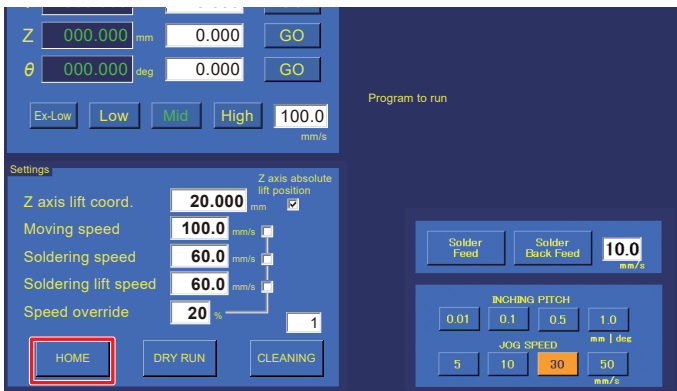 Z 000.000 mm 0.000 GO
θ 000.000 deg 0.000 GO
Ex-Low Low Mid High 100.0
mm/s
Program to run
Settings
Z axis absolute
lift position
Z axis lift coord. 20.000 mm
Moving speed 100.0 mm/s
Soldering speed 60.0 mm/s
Soldering lift speed 60.0 mm/s
Speed override 20 %
1
HOME DRY RUN CLEANING
Solder
Feed
Solder
Back Feed
10.0
mm/s
INCHING PITCH
0.01 0.1 0.5 1.0
mm | deg
JOG SPEED
5 10 30 50
mm/s